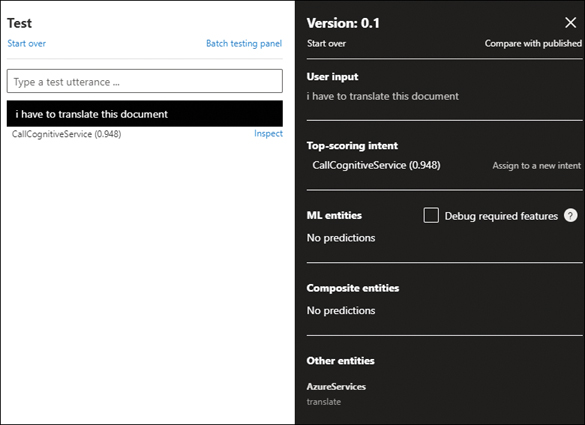 Test
Start over
Batch testing panel
Type a test utterance ...
i have to translate this document
CallCognitiveService (0.948)
Inspect
Version: 0.1
Start over
Compare with published
User input
i have to translate this document
Top-scoring intent
CallCognitiveService (0.948)
Assign to a new intent
ML entities
Debug required features ?
No predictions
Composite entities
No predictions
Other entities
AzureServices
translate